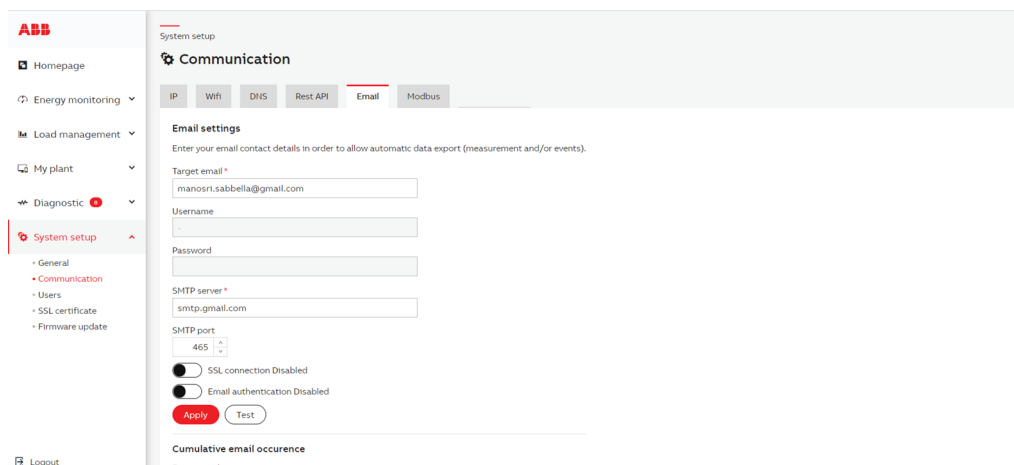 ABB
Homepage
Energy monitoring
Load management
My plant
Diagnostic 8
System setup
General
Communication
Users
SSL certificate
Firmware update
Logout
System setup
Communication
IP Wifi DNS Rest API Email Modbus
Email settings
Enter your email contact details in order to allow automatic data export (measurement and/or events).
Target email *
manosri.sabbella@gmail.com
Username
-
Password
SMTP server *
smtp.gmail.com
SMTP port
465
SSL connection Disabled
Email authentication Disabled
Apply Test
Cumulative email occurence